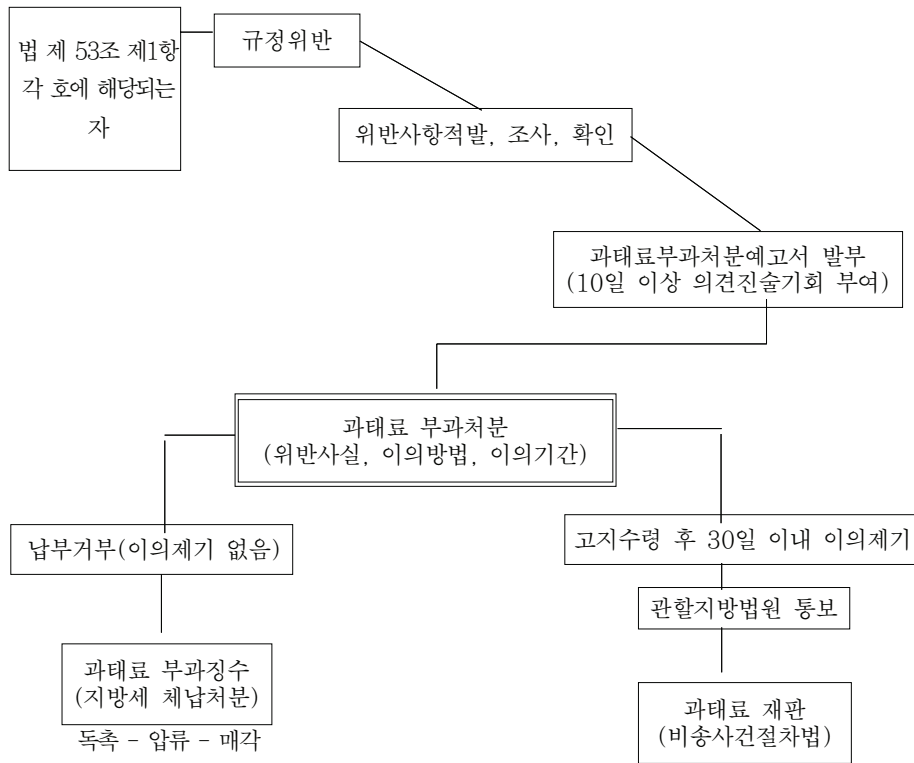 법 제 53조 제1항
각 호에 해당되는
자
규정위반
위반사항적발, 조사, 확인
과태료부과처분예고서 발부
(10일 이상 의견진술기회 부여)
과태료 부과처분
(위반사실, 이의방법, 이의기간)
납부거부(이의제기 없음)
과태료 부과징수
(지방세 체납처분)
독촉 - 압류 - 매각
고지수령 후 30일 이내 이의제기
관할지방법원 통보
과태료 재판
(비송사건절차법)